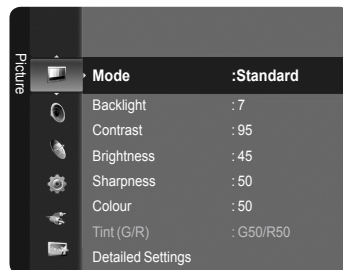 Picture
Mode :Standard
Backlight : 7
Contrast : 95
Brightness : 45
Sharpness : 50
Colour : 50
Tint (G/R) : G50/R50
Detailed Settings